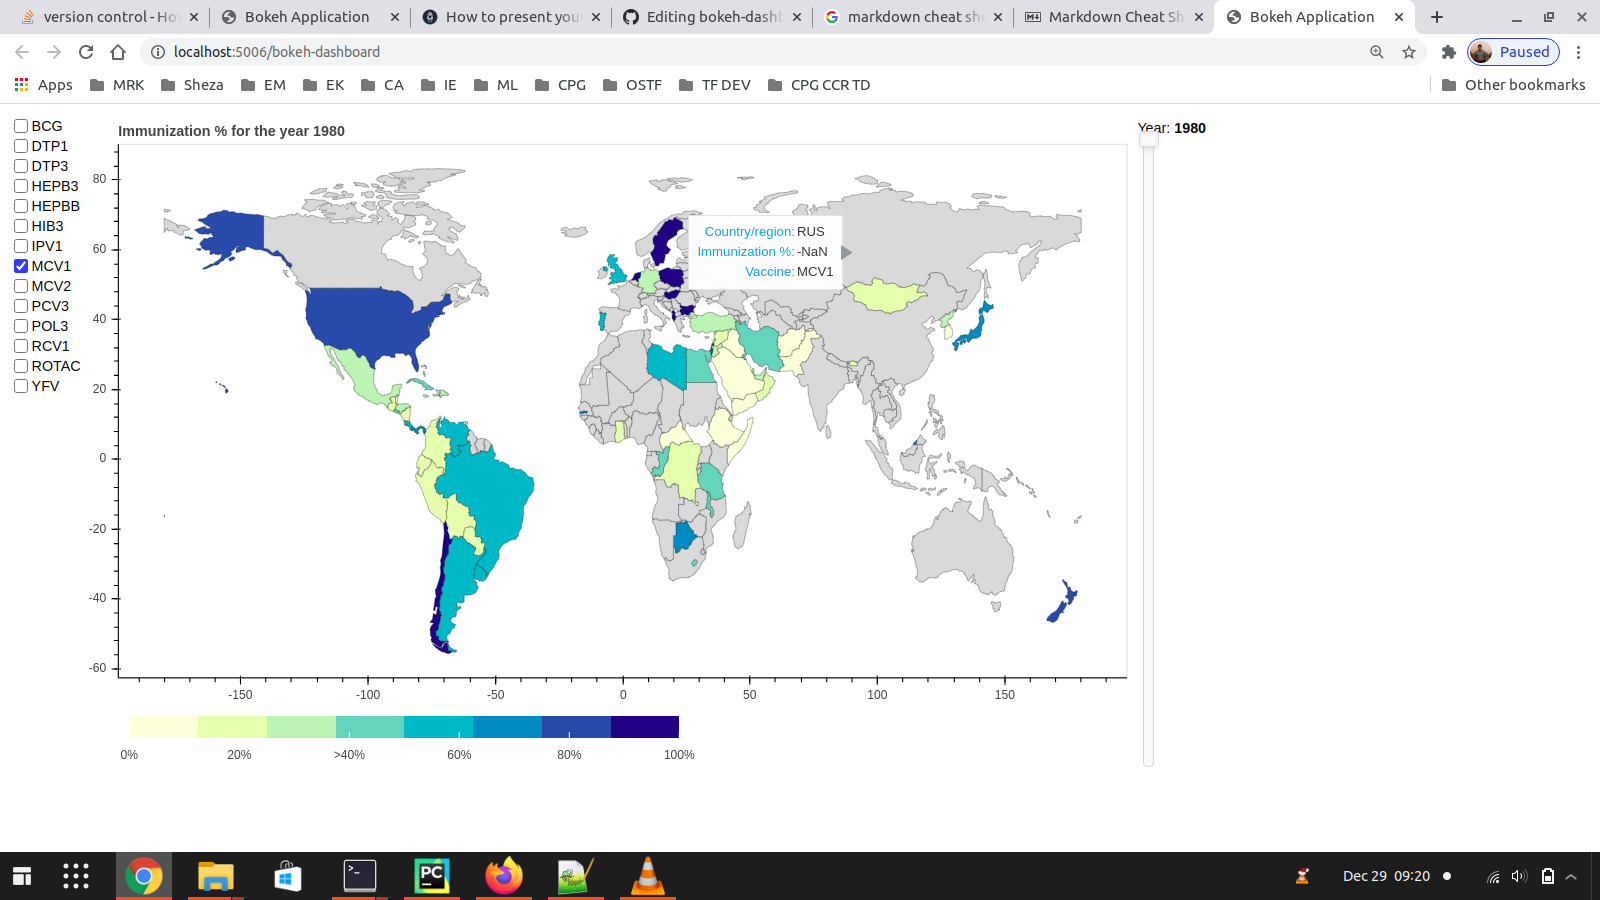 version control - Ho
Bokeh Application
How to present you
Editing bokeh-dash
markdown cheat sh
Markdown Cheat Sh
Bokeh Application
localhost:5006/bokeh-dashboard
Paused
Apps
MRK
Sheza
EM
EK
CA
IE
ML
CPG
OSTF
TF DEV
CPG CCR TD
Other bookmarks
BCG
DTP1
DTP3
HEPB3
HEPBB
HIB3
IPV1
MCV1
MCV2
PCV3
POL3
RCV1
ROTAC
YFV
Immunization % for the year 1980
Year: 1980
80
60
40
20
0
-20
-40
-60
Country/region: RUS
Immunization %: -NaN
Vaccine: MCV1
-150
-100
-50
0
50
100
150
0%
20%
>40%
60%
80%
100%
PC
Dec 29 09:20